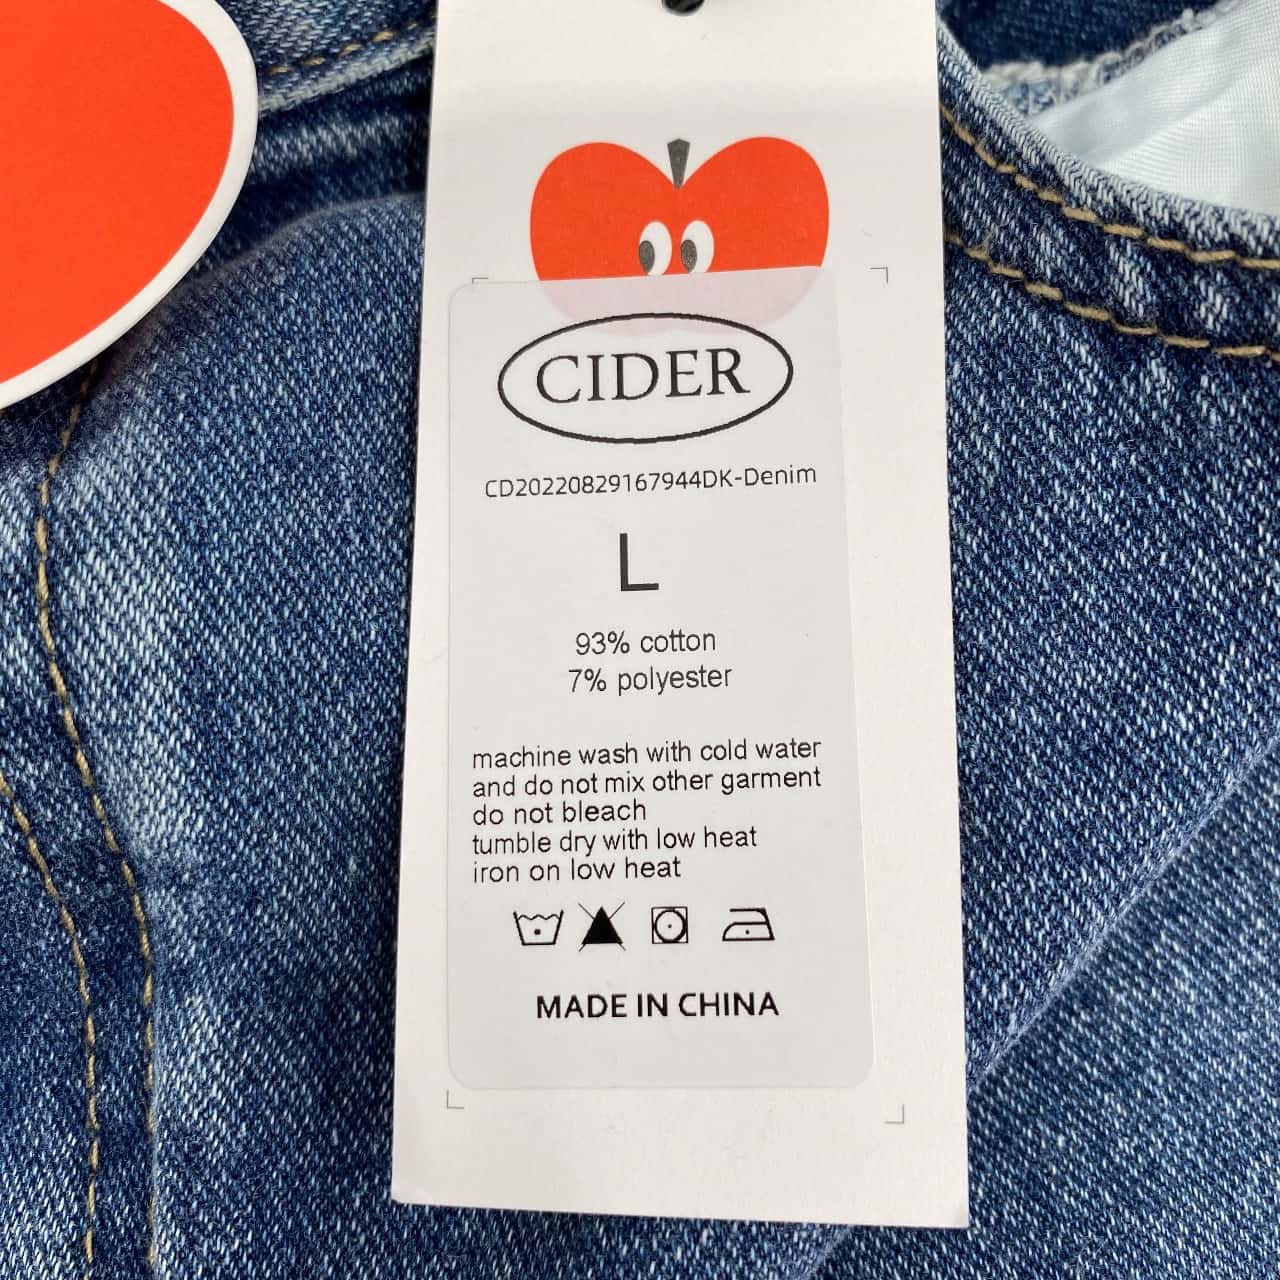 CIDER
CD20220829167944DK-Denim
L
93% cotton
7% polyester
machine wash with cold water
and do not mix other garment
do not bleach
tumble dry with low heat
iron on low heat
MADE IN CHINA